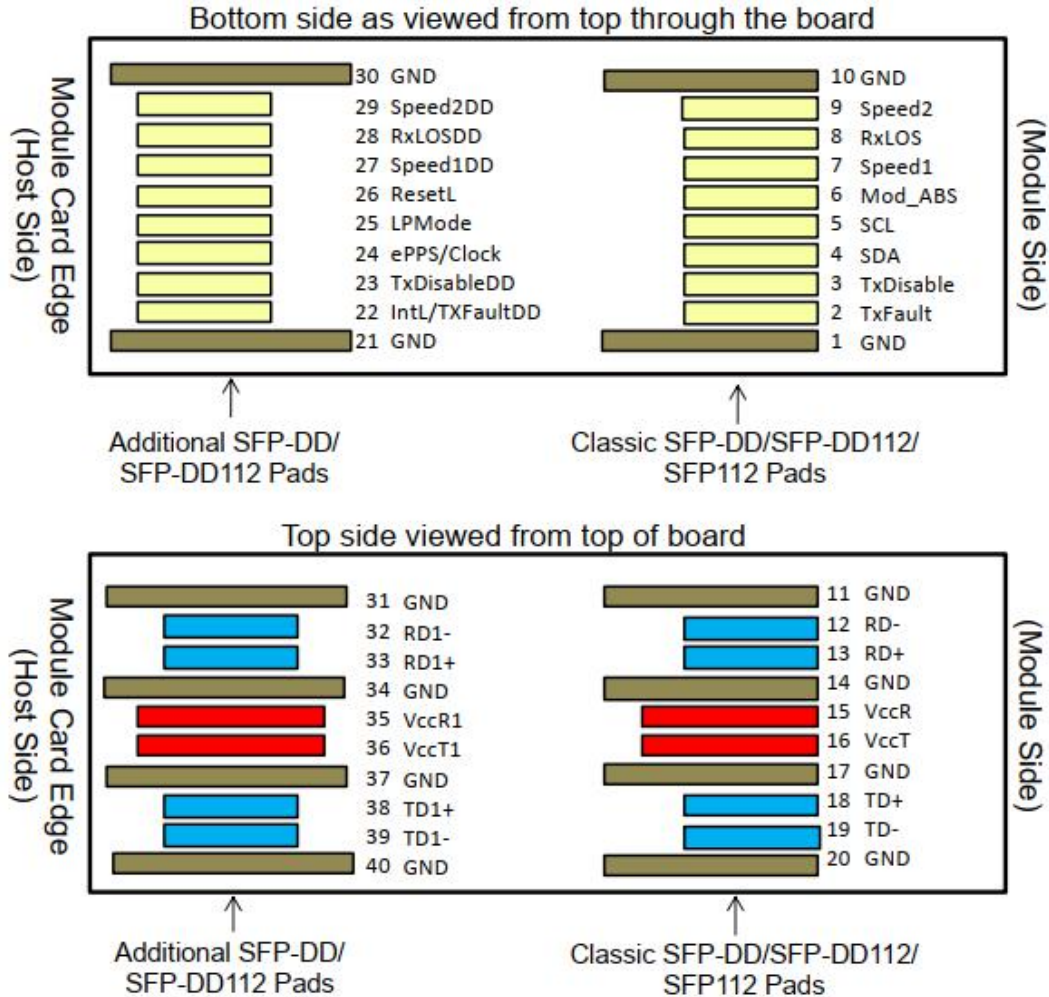 Bottom side as viewed from top through the board
Module Card Edge
(Host Side)
30 GND
29 Speed2DD
28 RxLOSDD
27 Speed1DD
26 ResetL
25 LPMode
24 ePPS/Clock
23 TxDisableDD
22 IntL/TXFaultDD
21 GND
10 GND
9 Speed2
8 RxLOS
7 Speed1
6 Mod_ABS
5 SCL
4 SDA
3 TxDisable
2 TxFault
1 GND
(Module Side)
Additional SFP-DD/
SFP-DD112 Pads
Classic SFP-DD/SFP-DD112/
SFP112 Pads
Top side viewed from top of board
Module Card Edge
(Host Side)
31 GND
32 RD1-
33 RD1+
34 GND
35 VccR1
36 VccT1
37 GND
38 TD1+
39 TD1-
40 GND
11 GND
12 RD-
13 RD+
14 GND
15 VccR
16 VccT
17 GND
18 TD+
19 TD-
20 GND
(Module Side)
Additional SFP-DD/
SFP-DD112 Pads
Classic SFP-DD/SFP-DD112/
SFP112 Pads